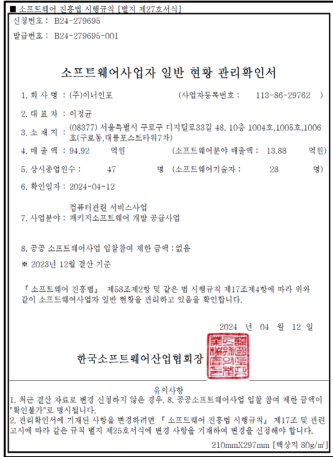 ■ 소프트웨어 진흥법 시행규칙 [별지 제27호서식]
신청번호 : B24-279695
발급번호 : B24-279695-001
소프트웨어사업자 일반 현황 관리확인서
1. 회 사 명 : (주)이너인포 (사업자등록번호 : 113-86-29762 )
2. 대 표 자 : 이정균
3. 소 재 지 : (08377) 서울특별시 구로구 디지털로33길 48, 10층 1004호,1005호,1006
호(구로동,대륭포스트타워7차)
4. 매 출 액 : 94.92 억원 (소프트웨어분야 매출액 : 13.88 억원)
5. 상시종업원수 : 47 명 (소프트웨어기술자 : 28 명)
6. 확인일자 : 2024-04-12
컴퓨터관련 서비스사업
7. 사업분야 : 패키지소프트웨어 개발 공급사업
8. 공공 소프트웨어사업 입찰참여 제한 금액 : 없음
※ 2023년 12월 결산 기준
『 소프트웨어 진흥법』 제58조제2항 및 같은 법 시행규칙 제17조제4항에 따라 위와
같이 소프트웨어사업자 일반 현황을 관리하고 있음을 확인합니다.
2024 년 04 월 12 일
한국소프트웨어산업협회장
유의사항
1. 최근 결산 자료로 변경 신청하지 않은 경우, 8. 공공소프트웨어사업 입찰 참여 제한 금액이
"확인불가"로 명시됩니다.
2. 관리확인서에 기재된 사항을 변경하려면 『 소프트웨어 진흥법 시행규칙』 제17조 및 관련
고시에 따라 같은 규칙 별지 제25호서식에 변경 사항을 기재하여 변경을 신청해야 합니다.
210mmX297mm [백상지 80g/㎡]